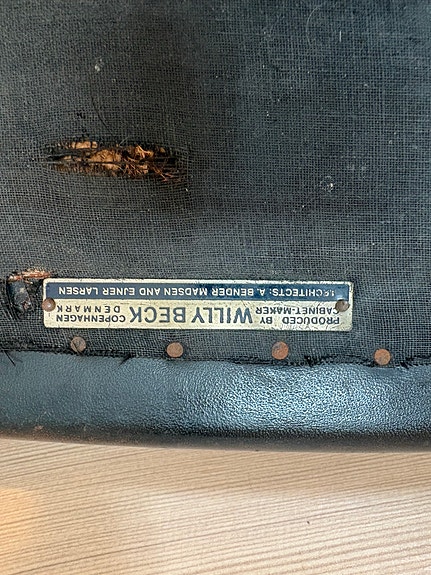 PRODUCED BY
CABINET-MAKER
WILLY BECK
COPENHAGEN
DENMARK
ARCHITECTS: A. BENDER MADSEN AND EJNER LARSEN